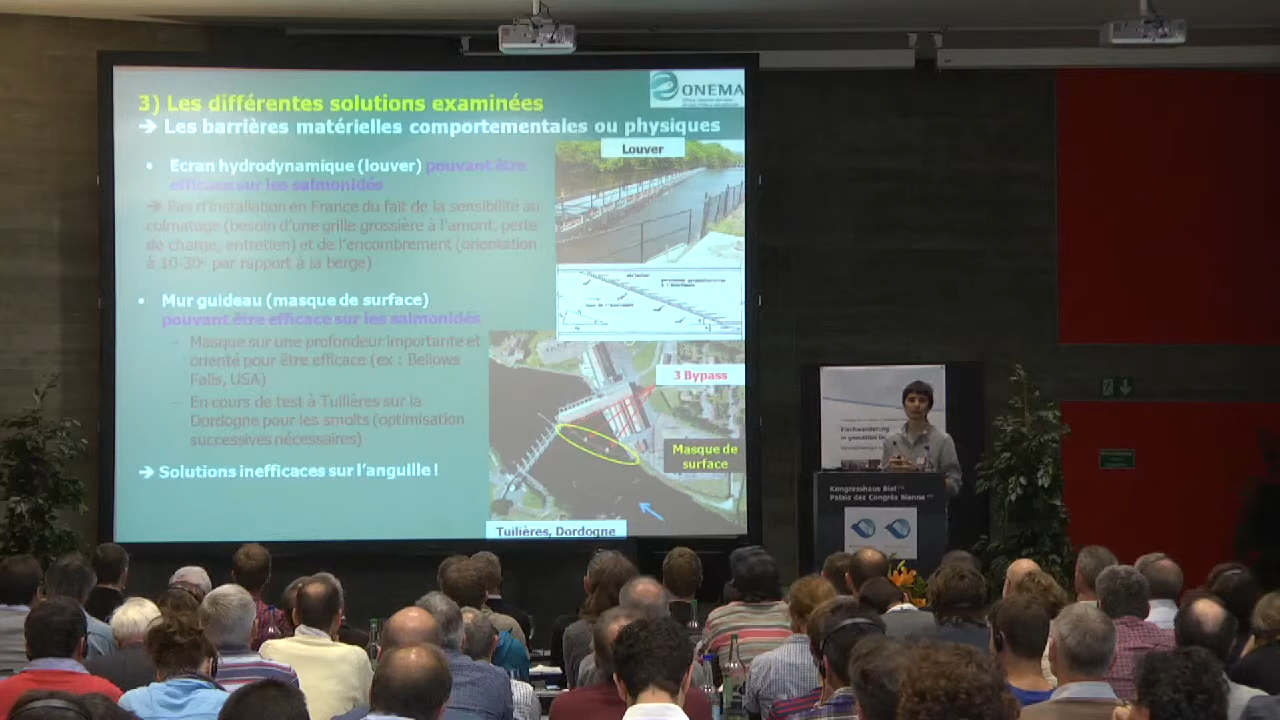 3) Les différentes solutions examinées
ONEMA
→ Les barrières matérielles comportementales ou physiques
Louver
• Ecran hydrodynamique (louver) pouvant être
efficace sur les salmonidés
→ Pas d'installation en France du fait de la sensibilité au
colmatage (besoin d'une grille grossière à l'amont, perte
de charge, entretien) et de l'encombrement (orientation
à 10-30° par rapport à la berge)
• Mur guideau (masque de surface)
pouvant être efficace sur les salmonidés
– Masque sur une profondeur importante et
orienté pour être efficace (ex : Bellows
Falls, USA)
– En cours de test à Tuilières sur la
Dordogne pour les smolts (optimisation
successives nécessaires)
→ Solutions inefficaces sur l'anguille !
3 Bypass
Masque de
surface
Tuilières, Dordogne
Fischwanderung
Kongresshaus Biel
Palais des Congrès Bienne